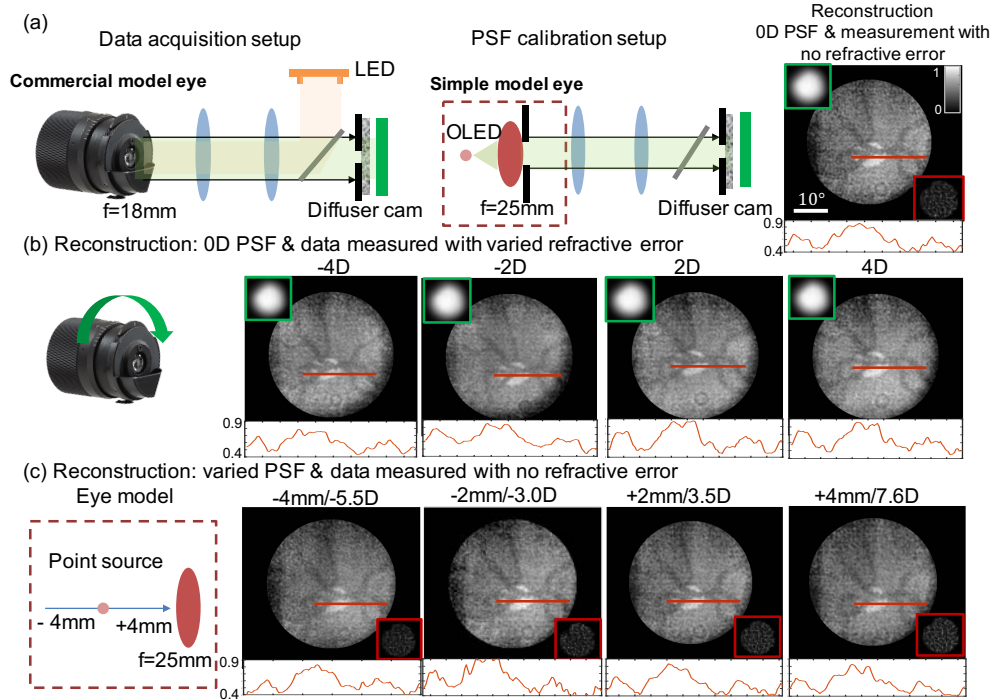 (a)
Data acquisition setup
PSF calibration setup
Reconstruction
0D PSF & measurement with
no refractive error
LED
Commercial model eye
Simple model eye
OLED
1
0
f=18mm
Diffuser cam
f=25mm
Diffuser cam
10°
0.9
0.4
(b) Reconstruction: 0D PSF & data measured with varied refractive error
-4D
-2D
2D
4D
0.9
0.4
(c) Reconstruction: varied PSF & data measured with no refractive error
Eye model
-4mm/-5.5D
-2mm/-3.0D
+2mm/3.5D
+4mm/7.6D
Point source
- 4mm
+4mm
f=25mm
0.9
0.4